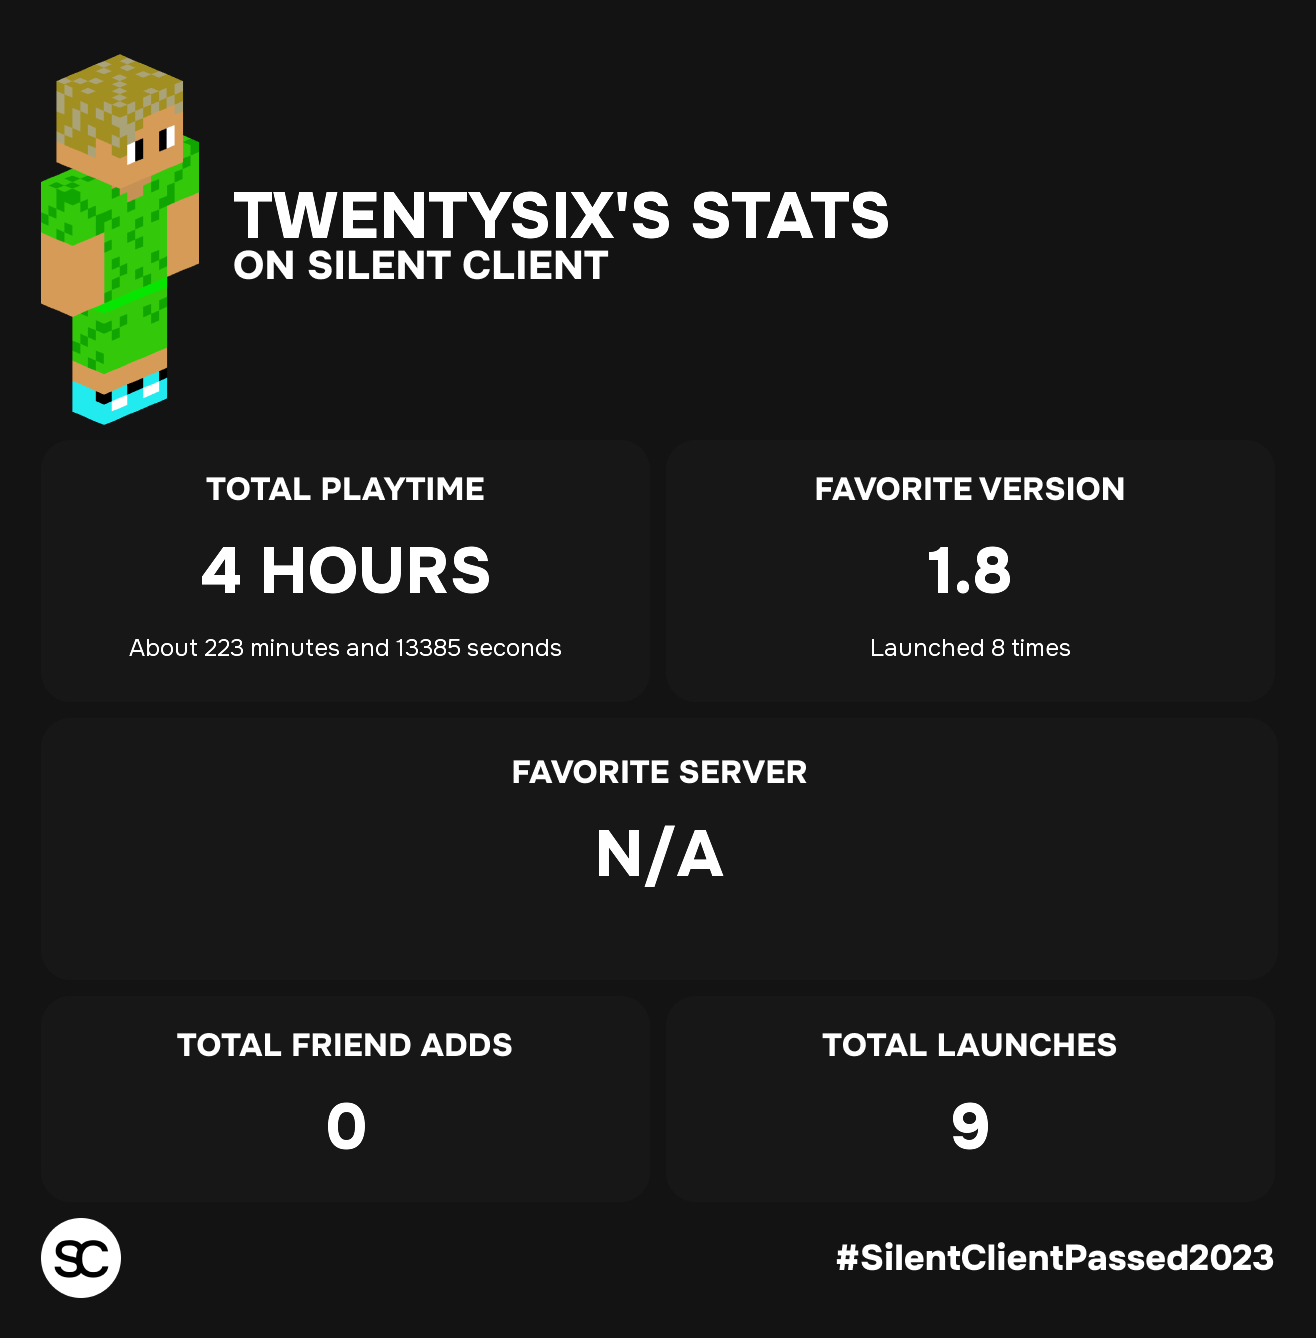 TWENTYSIX'S STATS
ON SILENT CLIENT
TOTAL PLAYTIME
4 HOURS
About 223 minutes and 13385 seconds
FAVORITE VERSION
1.8
Launched 8 times
FAVORITE SERVER
N/A
TOTAL FRIEND ADDS
0
TOTAL LAUNCHES
9
SC
#SilentClientPassed2023